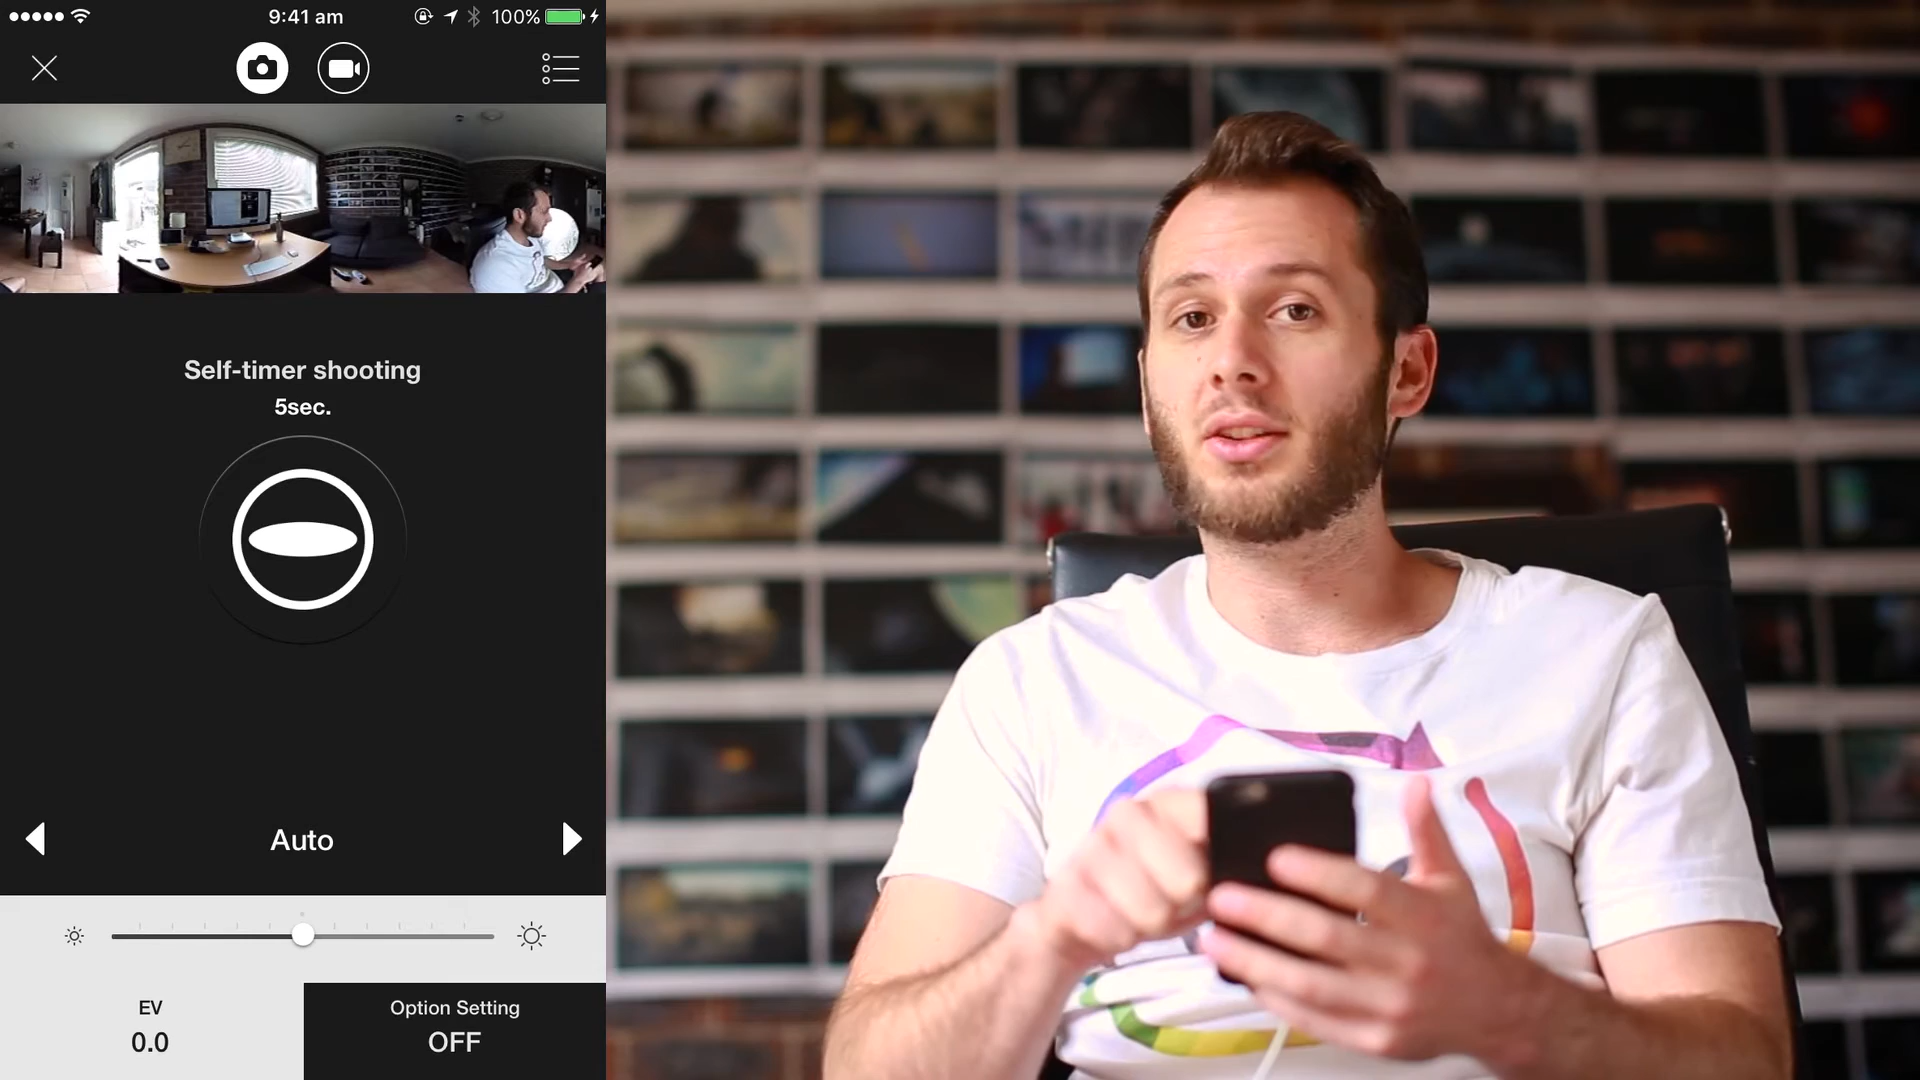 9:41 am
100%
Self-timer shooting
5sec.
Auto
EV
0.0
Option Setting
OFF